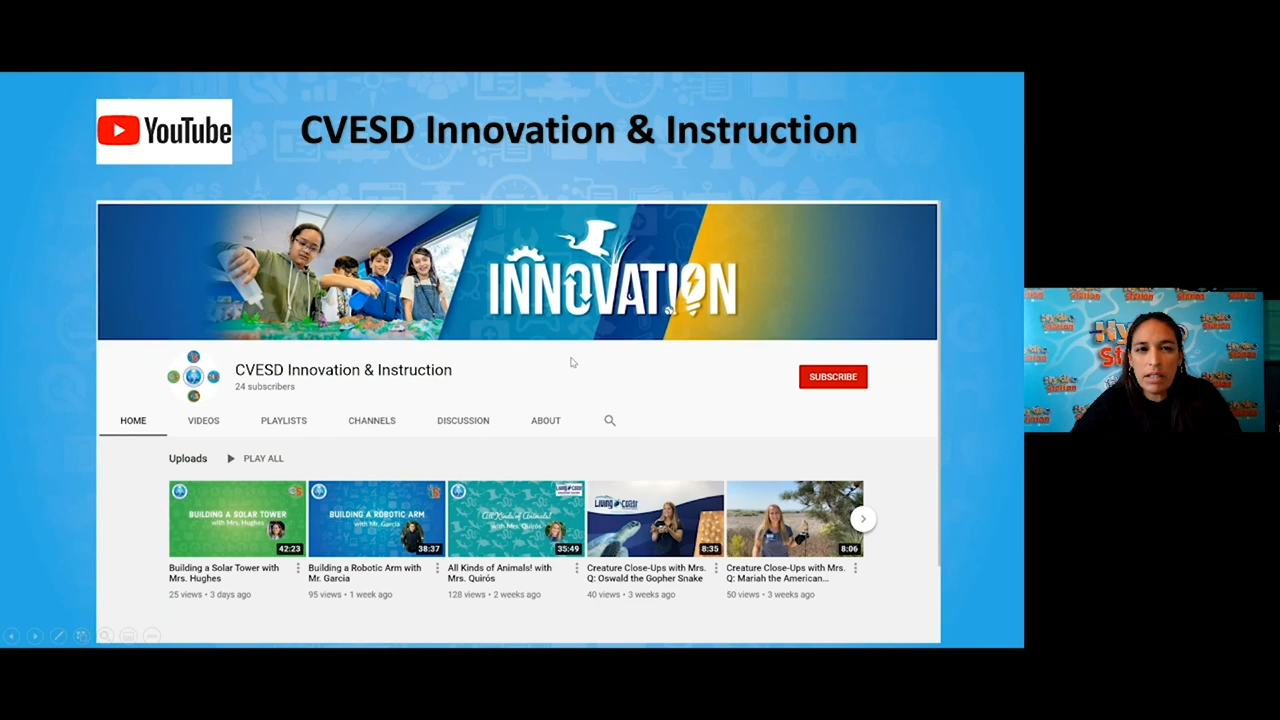 YouTube
CVESD Innovation & Instruction
INNOVATION
CVESD Innovation & Instruction
24 subscribers
SUBSCRIBE
HOME VIDEOS PLAYLISTS CHANNELS DISCUSSION ABOUT
Uploads PLAY ALL
BUILDING A SOLAR TOWER
with Mrs. Hughes
42:23
BUILDING A ROBOTIC ARM
with Mr. Garcia
38:37
LIVING COAST
All Kinds of Animals!
with Mrs. Quirós
35:49
LIVING COAST
8:35
8:06
Building a Solar Tower with
Mrs. Hughes
25 views • 3 days ago
Building a Robotic Arm with
Mr. Garcia
95 views • 1 week ago
All Kinds of Animals! with
Mrs. Quirós
128 views • 2 weeks ago
Creature Close-Ups with Mrs.
Q: Oswald the Gopher Snake
40 views • 3 weeks ago
Creature Close-Ups with Mrs.
Q: Mariah the American...
50 views • 3 weeks ago
Hydro
Station